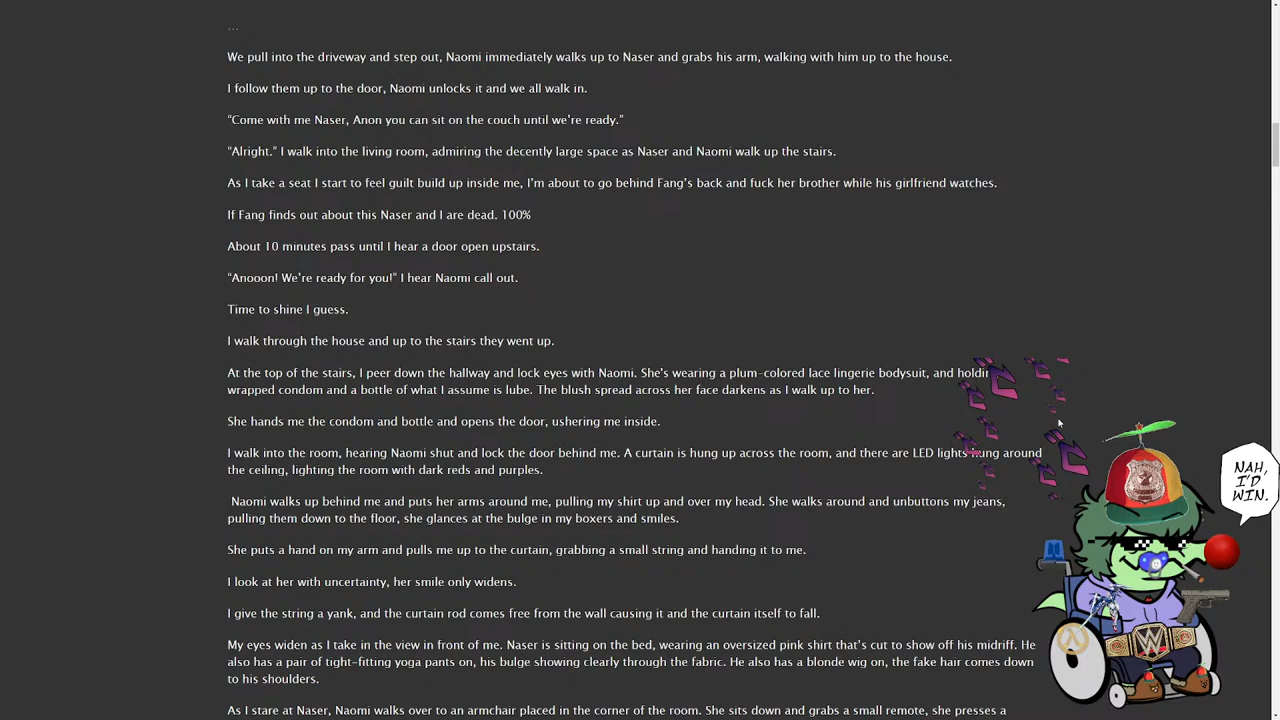 We pull into the driveway and step out, Naomi immediately walks up to Naser and grabs his arm, walking with him up to the house.
I follow them up to the door, Naomi unlocks it and we all walk in.
“Come with me Naser, Anon you can sit on the couch until we’re ready.”
“Alright.” I walk into the living room, admiring the decently large space as Naser and Naomi walk up the stairs.
As I take a seat I start to feel guilt build up inside me, I’m about to go behind Fang’s back and fuck her brother while his girlfriend watches.
If Fang finds out about this Naser and I are dead. 100%
About 10 minutes pass until I hear a door open upstairs.
“Anooon! We’re ready for you!” I hear Naomi call out.
Time to shine I guess.
I walk through the house and up to the stairs they went up.
At the top of the stairs, I peer down the hallway and lock eyes with Naomi. She’s wearing a plum-colored lace lingerie bodysuit, and
wrapped condom and a bottle of what I assume is lube. The blush spread across her face darkens as I walk up to her.
She hands me the condom and bottle and opens the door, ushering me inside.
I walk into the room, hearing Naomi shut and lock the door behind me. A curtain is hung up across the room, and there are LED lights hung around
the ceiling, lighting the room with dark reds and purples.
Naomi walks up behind me and puts her arms around me, pulling my shirt up and over my head. She walks around and unbuttons my jeans,
pulling them down to the floor, she glances at the bulge in my boxers and smiles.
She puts a hand on my arm and pulls me up to the curtain, grabbing a small string and handing it to me.
I look at her with uncertainty, her smile only widens.
I give the string a yank, and the curtain rod comes free from the wall causing it and the curtain itself to fall.
My eyes widen as I take in the view in front of me. Naser is sitting on the bed, wearing an oversized pink shirt that’s cut to show off his midriff. He
also has a pair of tight-fitting yoga pants on, his bulge showing clearly through the fabric. He also has a blonde wig on, the fake hair comes down
to his shoulders.
As I stare at Naser, Naomi walks over to an armchair placed in the corner of the room. She sits down and grabs a small remote, she presses a
NAH,
I'D
WIN.